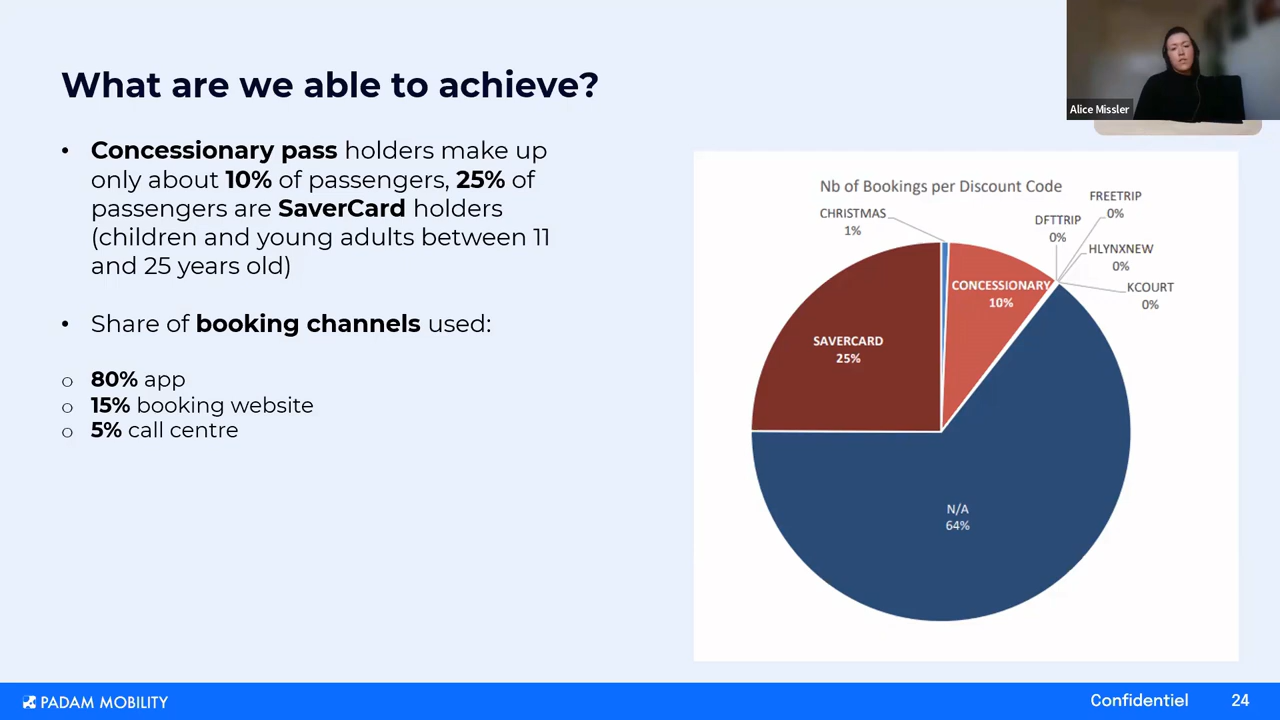 What are we able to achieve?
Alice Missler
• Concessionary pass holders make up
only about 10% of passengers, 25% of
passengers are SaverCard holders
(children and young adults between 11
and 25 years old)
• Share of booking channels used:
o 80% app
o 15% booking website
o 5% call centre
Nb of Bookings per Discount Code
CHRISTMAS
1%
FREETRIP
0%
DFTTRIP
0%
HLYNXNEW
0%
KCOURT
0%
CONCESSIONARY
10%
SAVERCARD
25%
N/A
64%
PADAM MOBILITY
Confidentiel 24